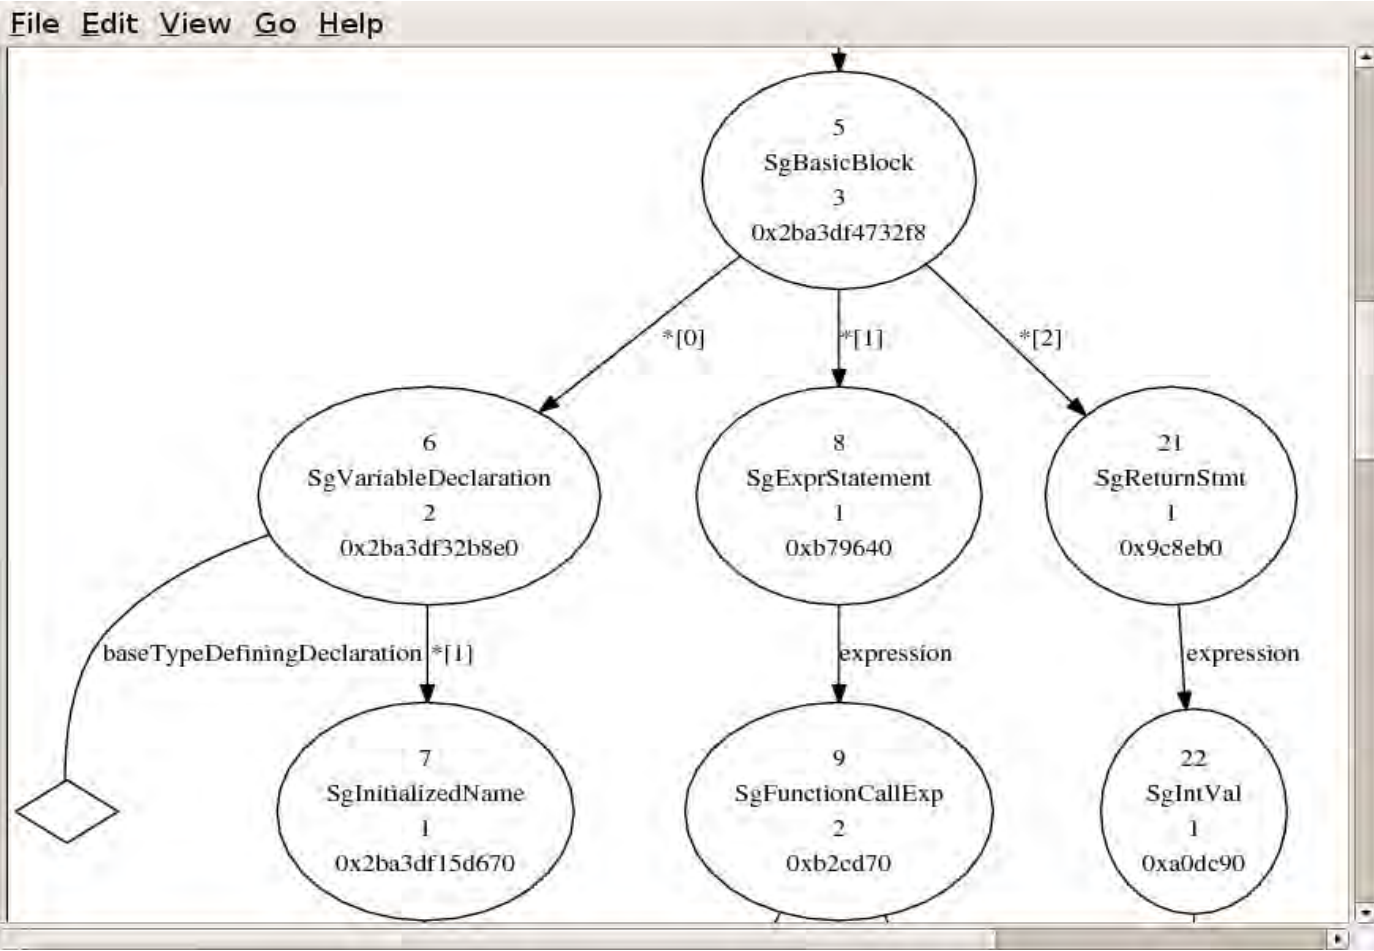 File Edit View Go Help
5
SgBasicBlock
3
0x2ba3df4732f8
*[0]
*[1]
*[2]
6
SgVariableDeclaration
2
0x2ba3df32b8e0
8
SgExprStatement
1
0xb79640
21
SgReturnStmt
1
0x9c8eb0
baseTypeDefiningDeclaration
*[1]
expression
expression
7
SgInitializedName
1
0x2ba3df15d670
9
SgFunctionCallExp
2
0xb2cd70
22
SgIntVal
1
0xa0dc90